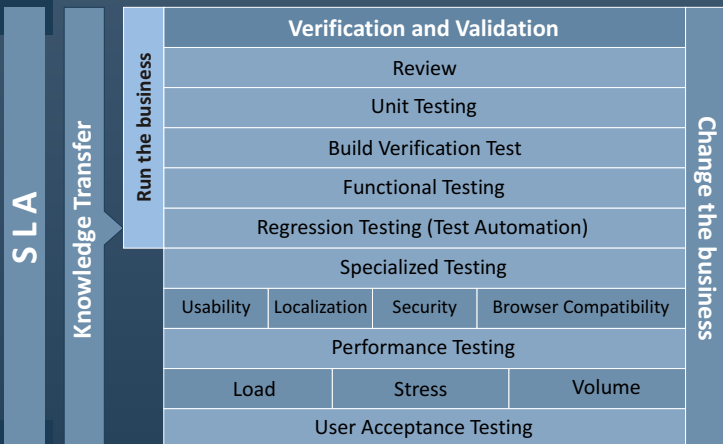 SLA
Knowledge Transfer
Run the business
Verification and Validation
Review
Unit Testing
Build Verification Test
Functional Testing
Regression Testing (Test Automation)
Specialized Testing
Usability
Localization
Security
Browser Compatibility
Performance Testing
Load
Stress
Volume
User Acceptance Testing
Change the business